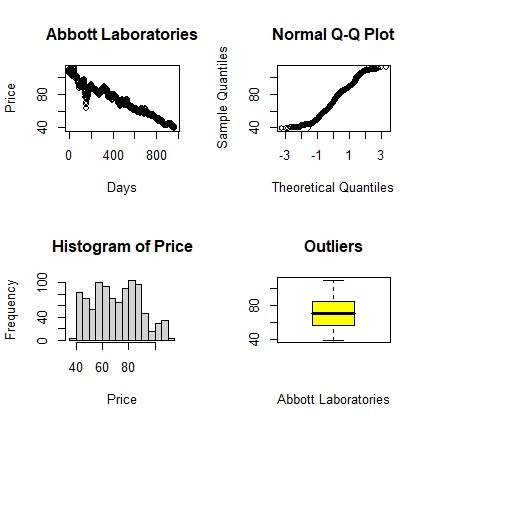 Abbott Laboratories
Price
40 80
0 400 800
Days
Normal Q-Q Plot
Sample Quantiles
40 80
-3 -1 1 3
Theoretical Quantiles
Histogram of Price
Frequency
0 40 100
40 60 80
Price
Outliers
40 80
Abbott Laboratories